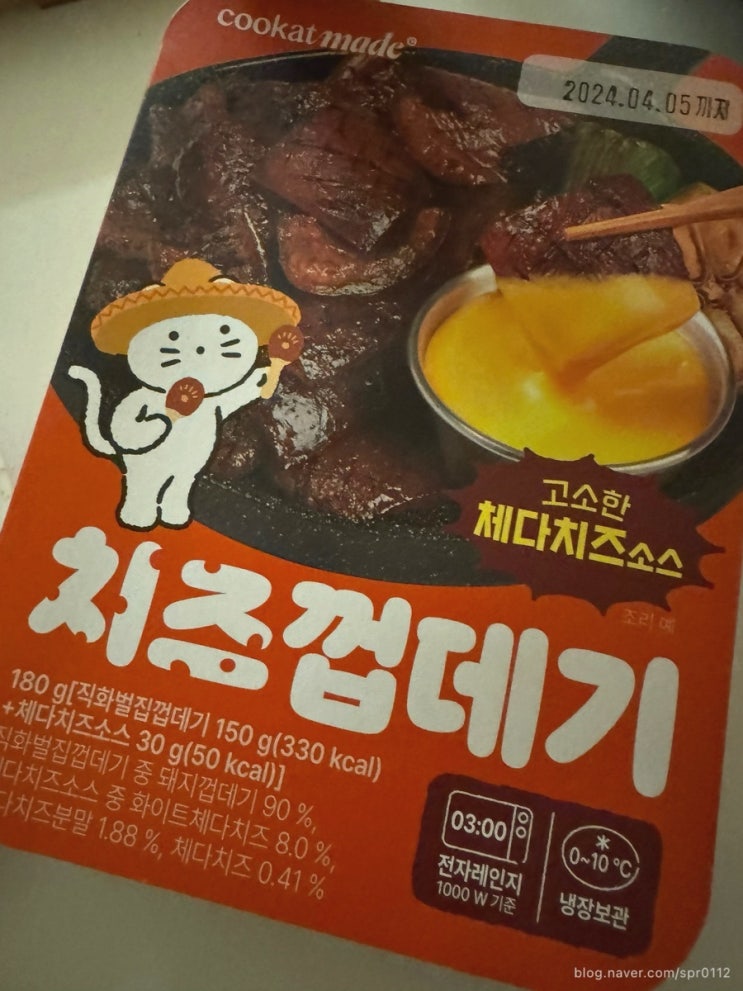 cookatmade®
2024.04.05까지
고소한
체다치즈소스
조리 예
치즈껍데기
180 g[직화벌집껍데기 150 g(330 kcal)
+체다치즈소스 30 g(50 kcal)]
직화벌집껍데기 중 돼지껍데기 90 %,
체다치즈소스 중 화이트체다치즈 8.0 %,
다치즈분말 1.88 %, 체다치즈 0.41 %
03:00
전자레인지
1000 W 기준
0~10 ℃
냉장보관
blog.naver.com/spr0112